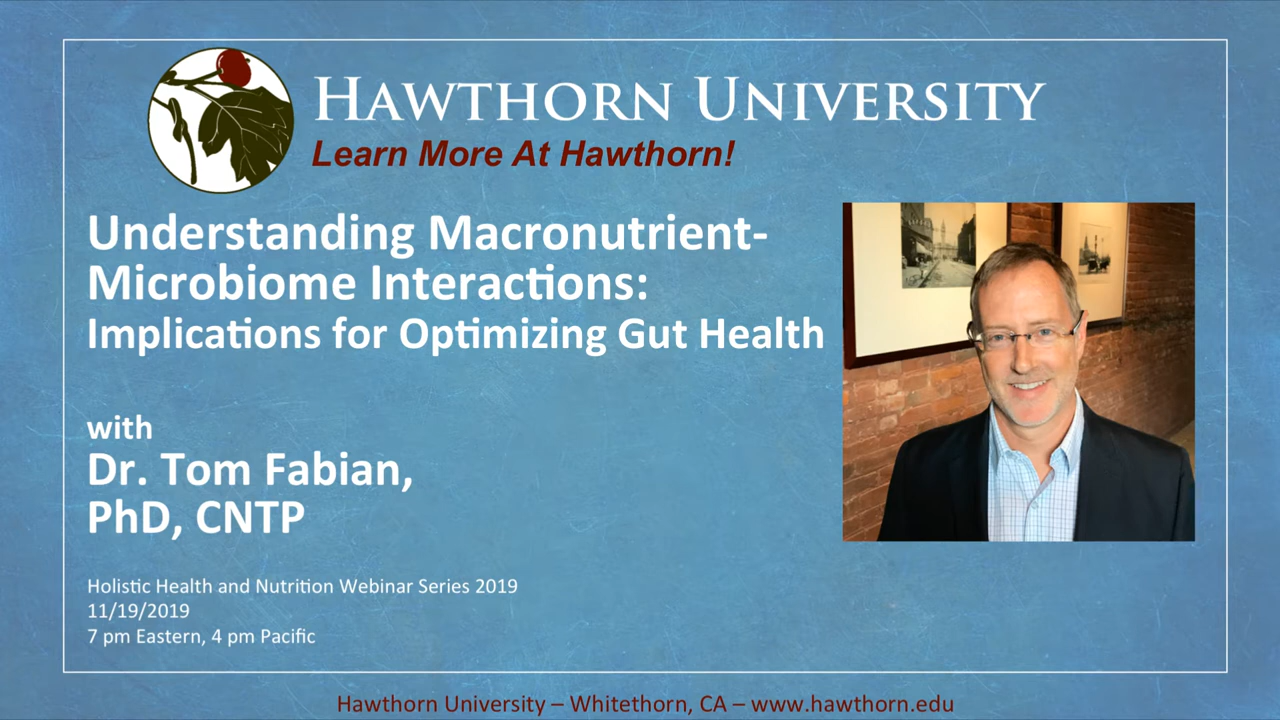 HAWTHORN UNIVERSITY
Learn More At Hawthorn!
Understanding Macronutrient-
Microbiome Interactions:
Implications for Optimizing Gut Health
with
Dr. Tom Fabian,
PhD, CNTP
Holistic Health and Nutrition Webinar Series 2019
11/19/2019
7 pm Eastern, 4 pm Pacific
Hawthorn University – Whitethorn, CA – www.hawthorn.edu